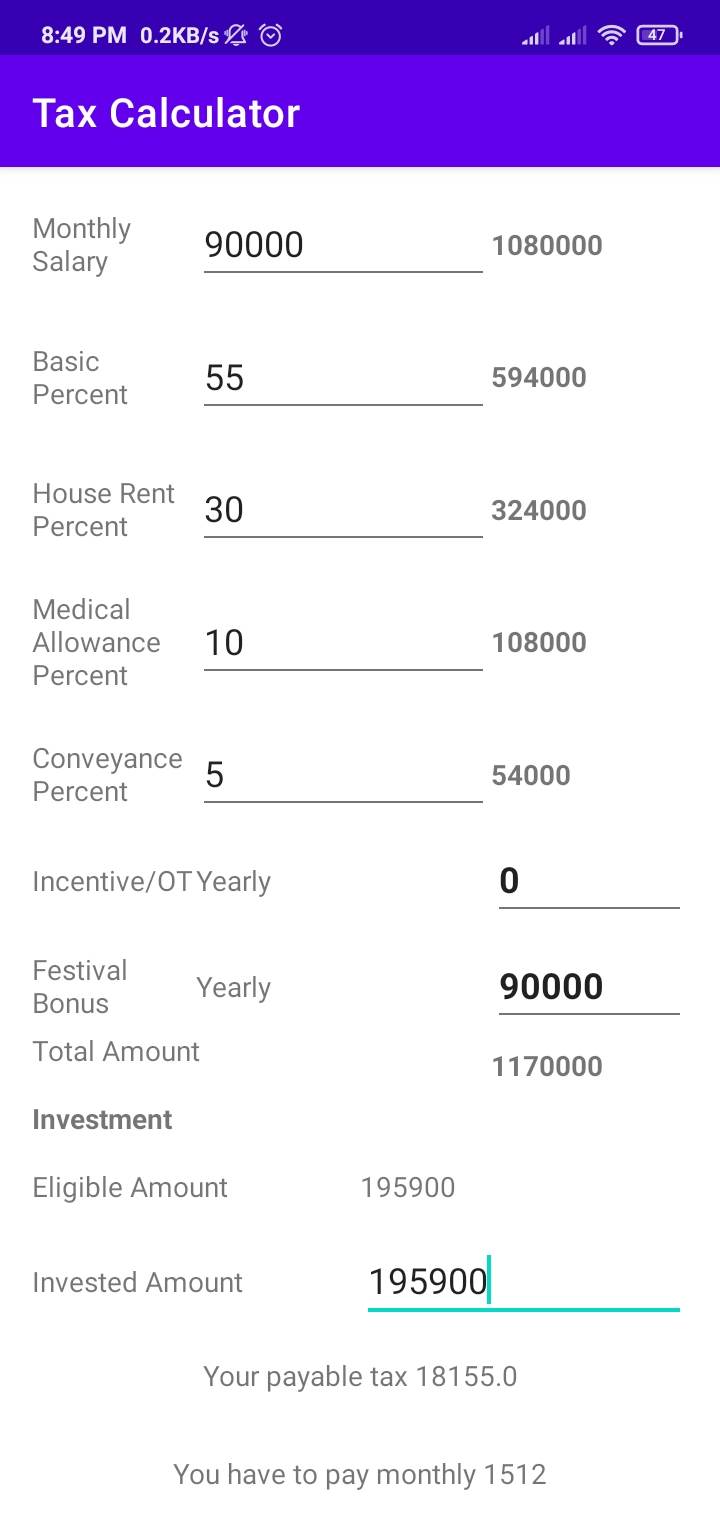 8:49 PM 0.2KB/s 47
Tax Calculator
Monthly
Salary
90000
1080000
Basic
Percent
55
594000
House Rent
Percent
30
324000
Medical
Allowance
Percent
10
108000
Conveyance
Percent
5
54000
Incentive/OT Yearly 0
Festival
Bonus
Yearly
90000
Total Amount
1170000
Investment
Eligible Amount 195900
Invested Amount 195900
Your payable tax 18155.0
You have to pay monthly 1512